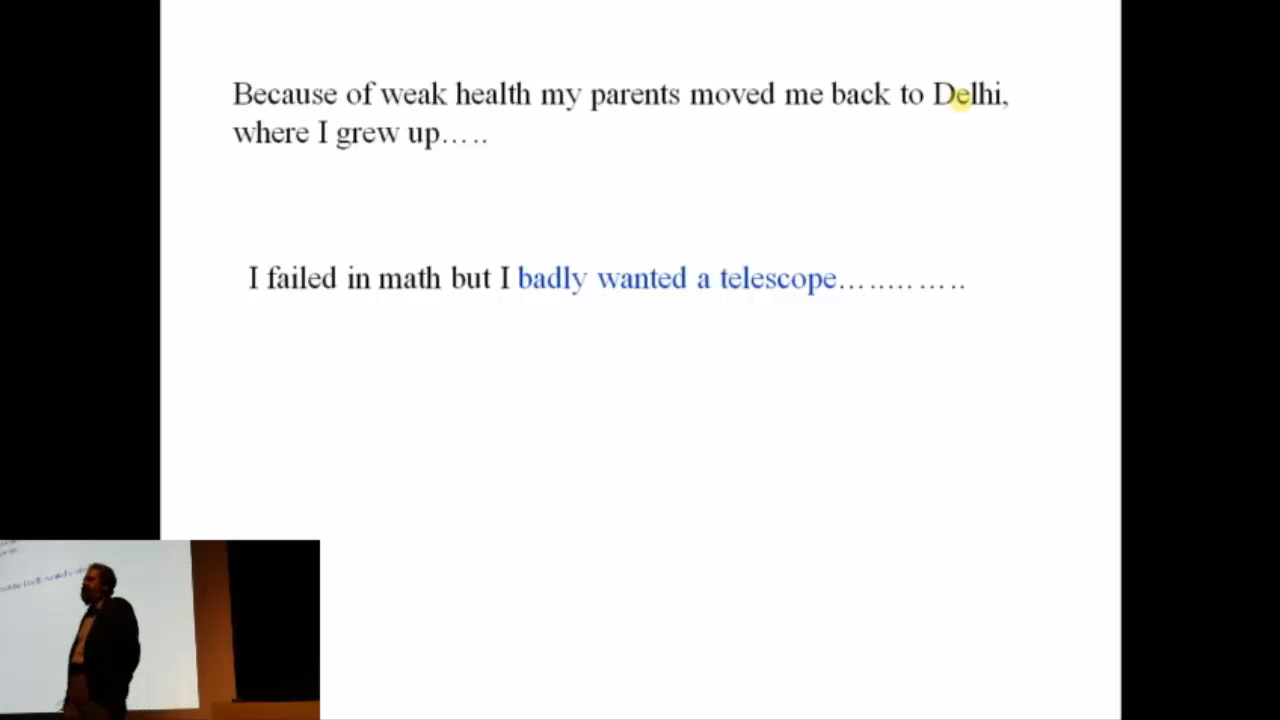 Because of weak health my parents moved me back to Delhi,
where I grew up.....
I failed in math but I badly wanted a telescope.............